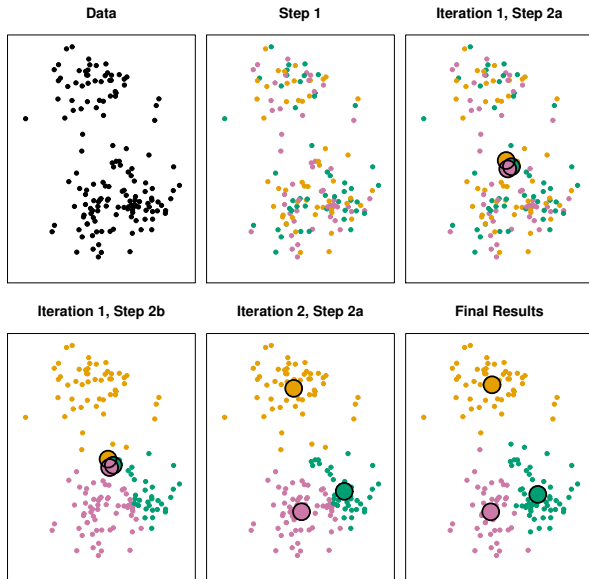 Data
Step 1
Iteration 1, Step 2a
Iteration 1, Step 2b
Iteration 2, Step 2a
Final Results